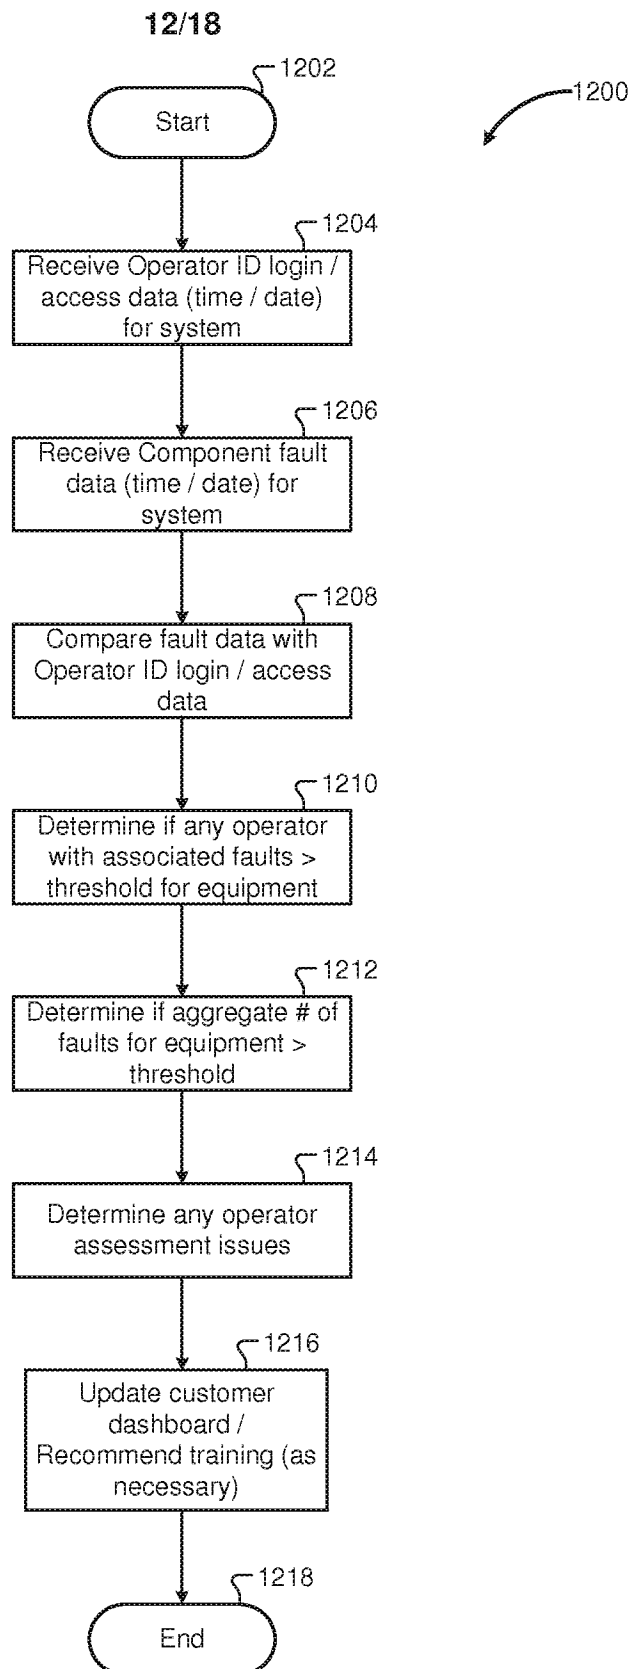 12/18
1202
1200
Start
1204
Receive Operator ID login /
access data (time / date)
for system
1206
Receive Component fault
data (time / date) for
system
1208
Compare fault data with
Operator ID login / access
data
1210
Determine if any operator
with associated faults >
threshold for equipment
1212
Determine if aggregate # of
faults for equipment >
threshold
1214
Determine any operator
assessment issues
1216
Update customer
dashboard /
Recommend training (as
necessary)
1218
End